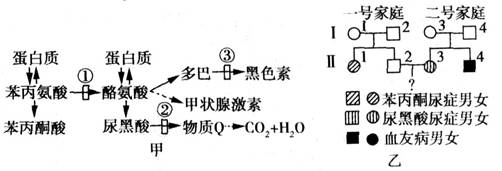 蛋白质 蛋白质 ③
① 多巴 黑色素
苯丙氨酸 酪氨酸
甲状腺激素
②
苯丙酮酸 尿黑酸 物质Q CO₂+H₂O
甲
一号家庭 二号家庭
Ⅰ 1 2 3 4
Ⅱ 1 2 3 4
?
苯丙酮尿症男女
尿黑酸尿症男女
血友病男女
乙